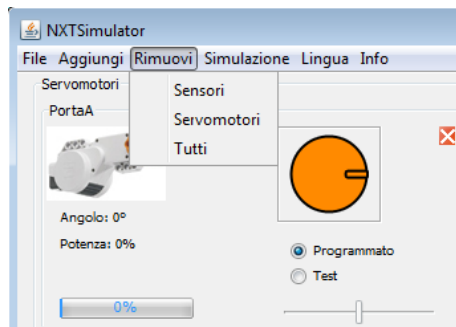 NXTSimulator
File Aggiungi Rimuovi Simulazione Lingua Info
Servomotori
Sensori
Servomotori
Tutti
PortaA
Angolo: 0°
Potenza: 0%
Programmato
Test
0%